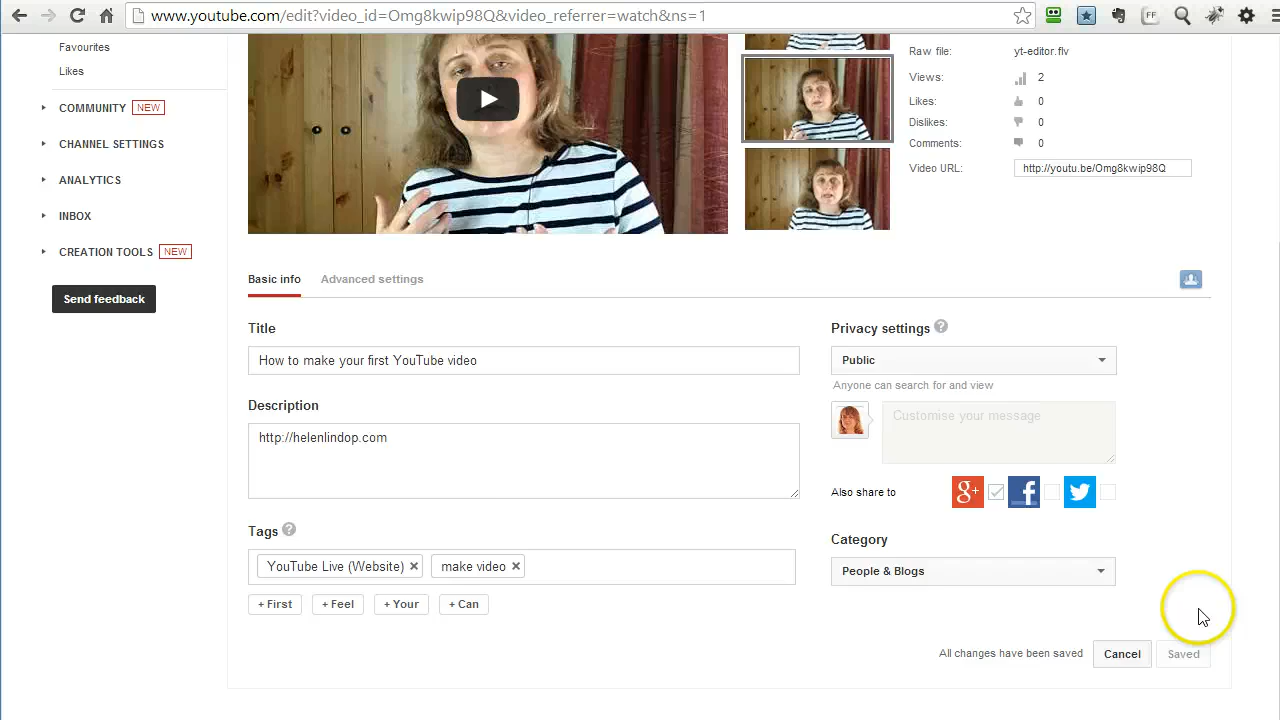 www.youtube.com/edit?video_id=Omg8kwip98Q&video_referrer=watch&ns=1
FF
Favourites
Likes
COMMUNITY NEW
CHANNEL SETTINGS
ANALYTICS
INBOX
CREATION TOOLS NEW
Send feedback
Raw file: yt-editor.flv
Views: 2
Likes: 0
Dislikes: 0
Comments: 0
Video URL: http://youtu.be/Omg8kwip98Q
Basic info Advanced settings
Title
How to make your first YouTube video
Description
http://helenlindop.com
Tags ?
YouTube Live (Website) × make video ×
+ First + Feel + Your + Can
Privacy settings ?
Public
Anyone can search for and view
Customise your message
Also share to g+ f
Category
People & Blogs
All changes have been saved Cancel Saved